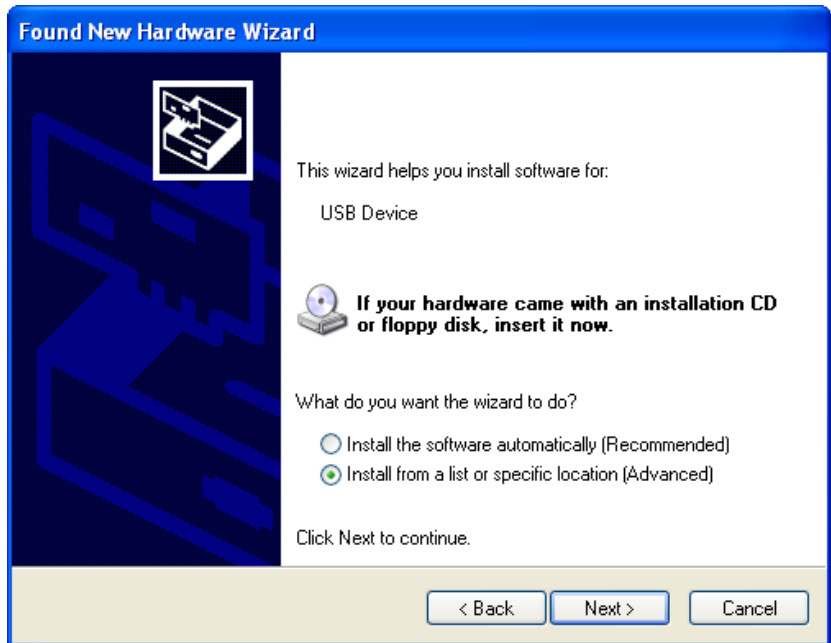 Found New Hardware Wizard
This wizard helps you install software for:
USB Device
If your hardware came with an installation CD
or floppy disk, insert it now.
What do you want the wizard to do?
Install the software automatically (Recommended)
Install from a list or specific location (Advanced)
Click Next to continue.
< Back Next > Cancel